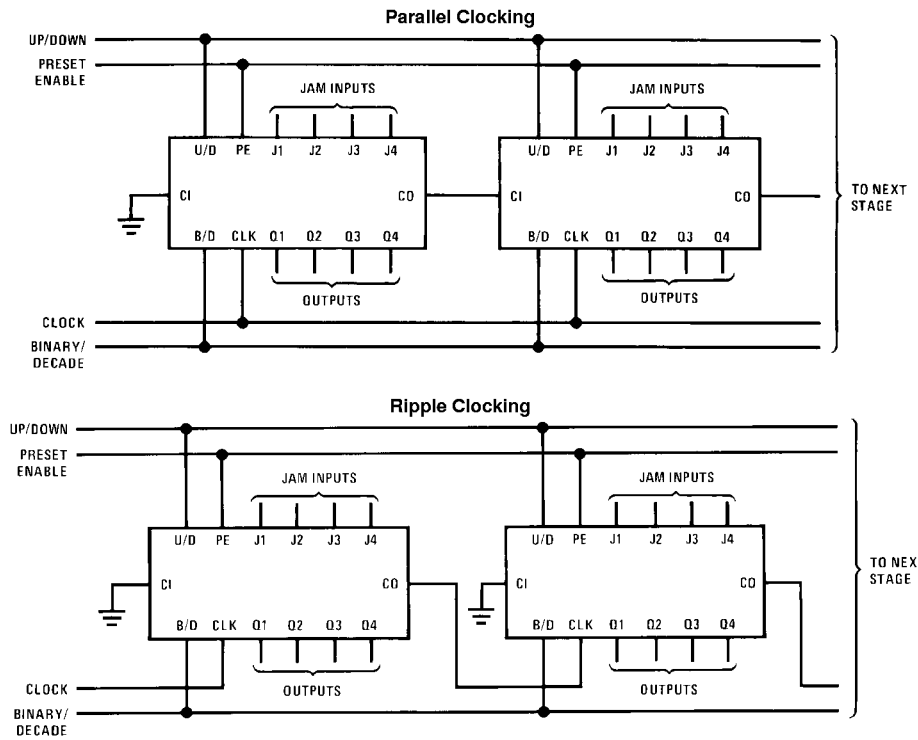 Parallel Clocking
UP/DOWN
PRESET
ENABLE
JAM INPUTS
JAM INPUTS
U/D PE J1 J2 J3 J4
U/D PE J1 J2 J3 J4
CI
CO
CI
CO
TO NEXT
STAGE
B/D CLK Q1 Q2 Q3 Q4
B/D CLK Q1 Q2 Q3 Q4
OUTPUTS
OUTPUTS
CLOCK
BINARY/
DECADE
Ripple Clocking
UP/DOWN
PRESET
ENABLE
JAM INPUTS
JAM INPUTS
U/D PE J1 J2 J3 J4
U/D PE J1 J2 J3 J4
CI
CO
CI
CO
TO NEX
STAGE
B/D CLK Q1 Q2 Q3 Q4
B/D CLK Q1 Q2 Q3 Q4
OUTPUTS
OUTPUTS
CLOCK
BINARY/
DECADE